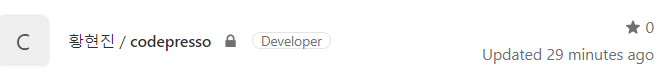 C
황현진 / codepresso Developer
0
Updated 29 minutes ago